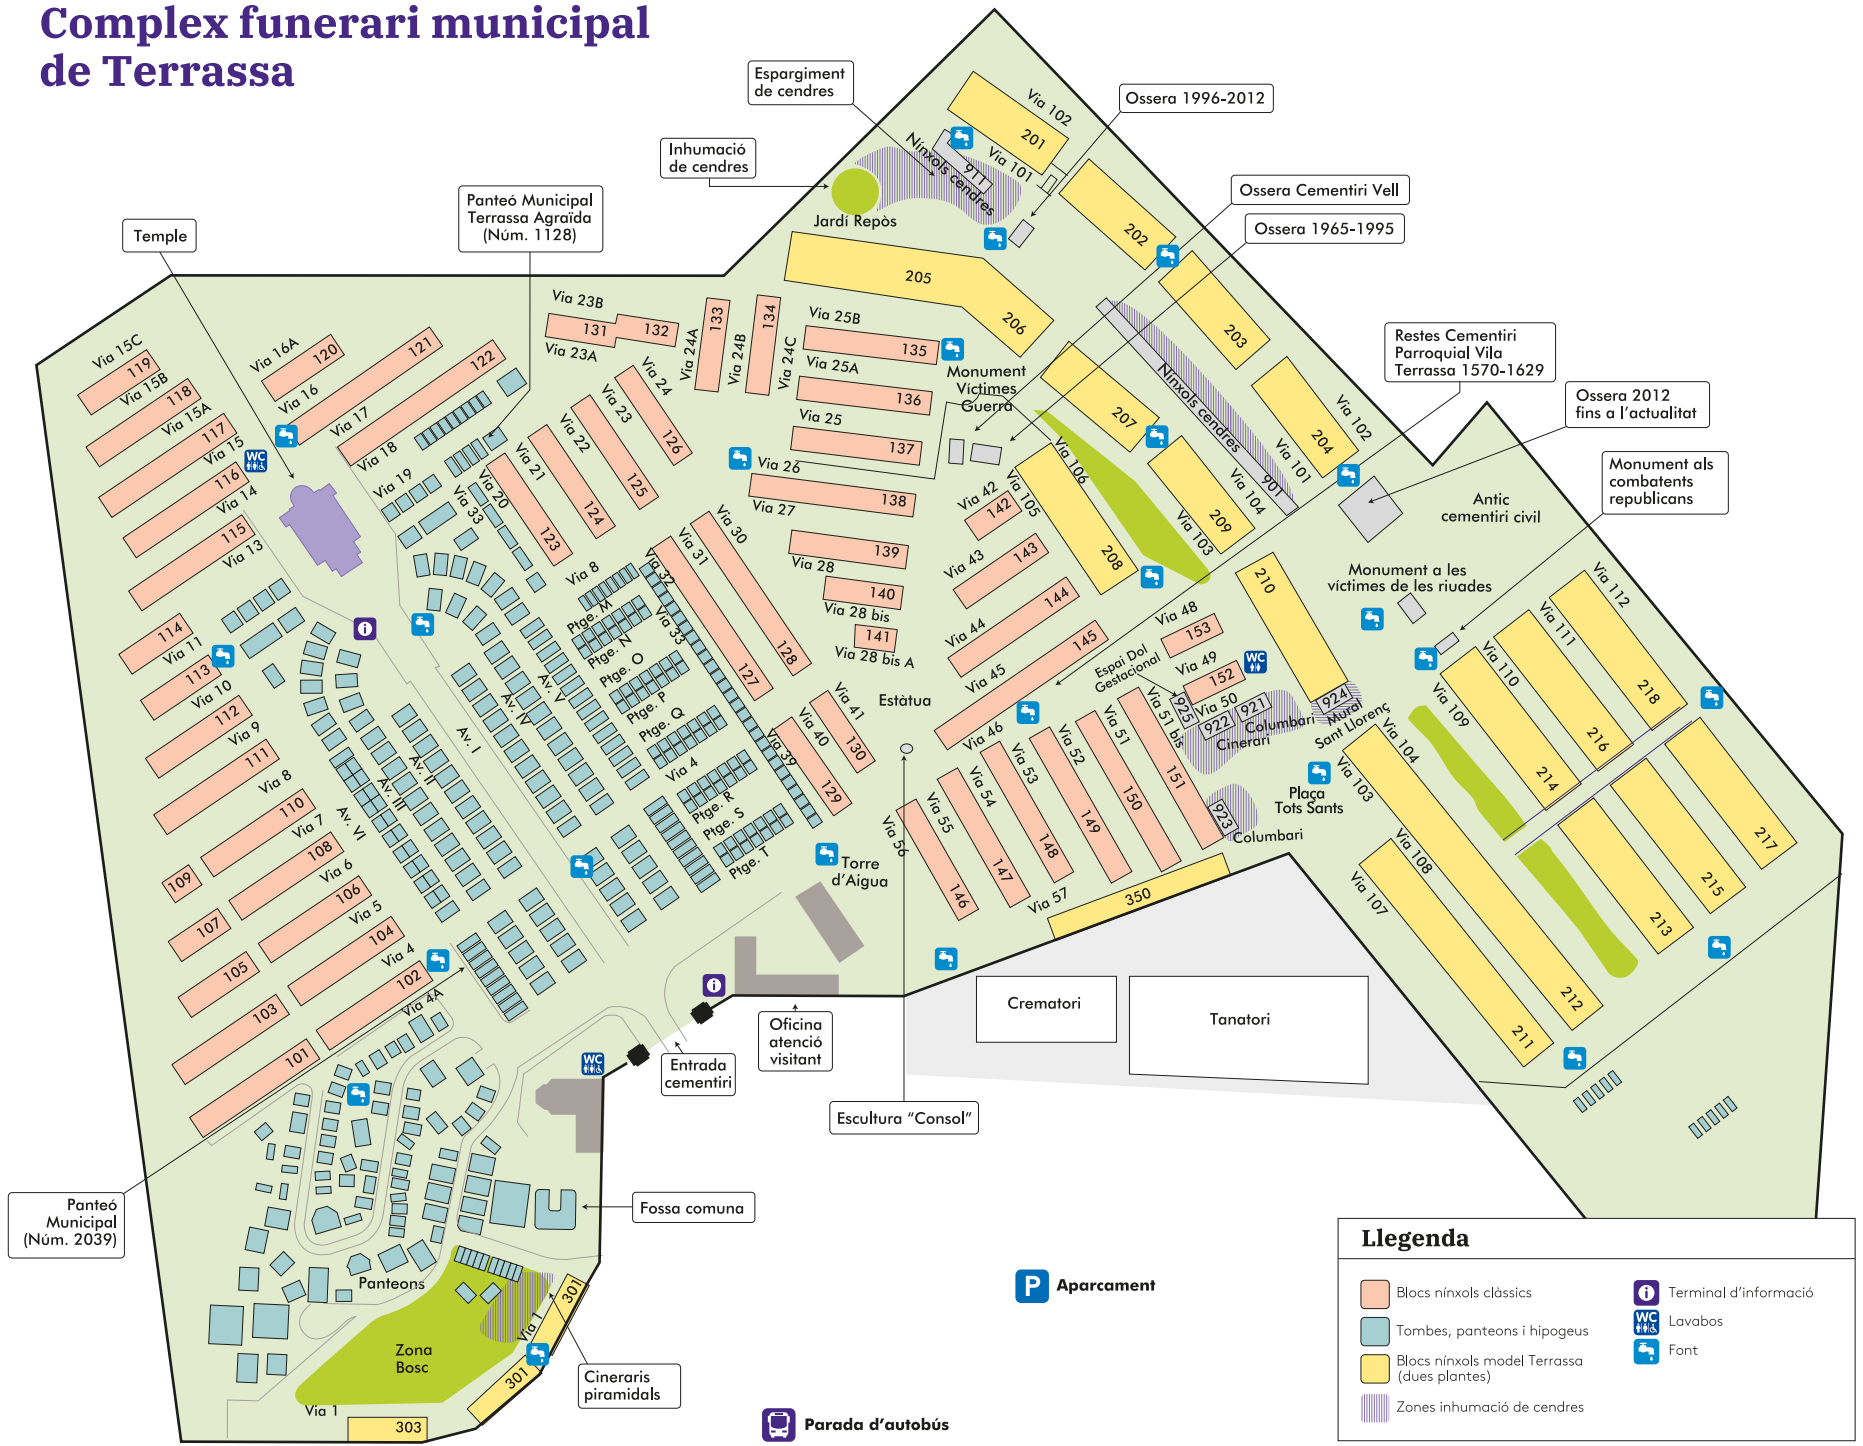 Complex funerari municipal
de Terrassa
Espargiment
de cendres
Ossera 1996-2012
Inhumació
de cendres
Ossera Cementiri Vell
Ossera 1965-1995
Panteó Municipal
Terrassa Agraïda
(Núm. 1128)
Temple
Restes Cementiri
Parroquial Vila
Terrassa 1570-1629
Ossera 2012
fins a l'actualitat
Monument als
combatents
republicans
Via 102
201
Nínxols cendres
911
Via 101
Jardí Repòs
202
205
206
203
204
Via 102
Via 101
Nínxols cendres
901
Via 104
207
209
Via 103
Via 106
208
Via 105
Monument
Víctimes
Guerra
Antic
cementiri civil
Monument a les
víctimes de les riuades
Via 15C
119
Via 15B
118
Via 15A
117
Via 15
116
Via 14
115
Via 13
114
Via 11
113
Via 10
112
Via 9
111
Via 8
110
Via 7
109
108
Via 6
107
106
Via 5
105
104
Via 4
103
102
Via 4A
101
Via 16A
120
Via 16
121
Via 17
122
Via 18
Via 19
Via 33
Via 20
Via 21
123
Via 22
124
Via 23
125
Via 24
126
Via 23B
131
132
Via 23A
Via 24A
133
Via 24B
134
Via 24C
Via 25B
135
Via 25A
136
Via 25
137
Via 26
138
Via 27
139
Via 28
140
Via 28 bis
141
Via 28 bis A
Via 30
Via 31
Via 32
Via 33
127
128
Via 8
Ptge. M
Ptge. N
Ptge. O
Ptge. P
Ptge. Q
Via 4
Ptge. R
Ptge. S
Ptge. T
Via 39
Via 40
Via 41
129
130
Av. I
Av. II
Av. III
Av. IV
Av. V
Av. VI
Via 42
142
Via 43
143
Via 44
144
Via 45
145
Via 46
Via 48
153
Via 49
152
Via 50
Espai Dol
Gestacional
925
922
921
Columbari
Cinerari
924
Mural
Sant Llorenç
923
Columbari
Via 51 bis
151
Via 51
150
Via 52
149
Via 53
148
Via 54
147
Via 55
146
Via 56
Via 57
350
Estàtua
Torre
d'Aigua
Plaça
Tots Sants
210
Via 104
Via 103
Via 108
Via 107
211
212
213
214
215
216
217
218
Via 109
Via 110
Via 111
Via 112
Crematori
Tanatori
Oficina
atenció
visitant
Entrada
cementiri
Escultura "Consol"
Panteó
Municipal
(Núm. 2039)
Fossa comuna
Panteons
Zona
Bosc
Via 1
Via 1
301
301
303
Cineraris
piramidals
P Aparcament
Parada d'autobús
Llegenda
Blocs nínxols clàssics
Tombes, panteons i hipogeus
Blocs nínxols model Terrassa
(dues plantes)
Zones inhumació de cendres
i Terminal d'informació
WC Lavabos
Font
WC
WC
WC
i
i